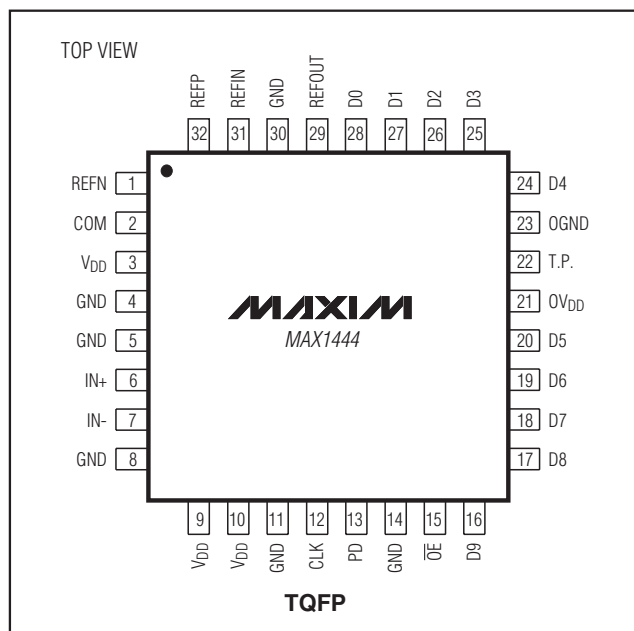 TOP VIEW
REFP REFIN GND REFOUT D0 D1 D2 D3
32 31 30 29 28 27 26 25
REFN 1
COM 2
VDD 3
GND 4
GND 5
IN+ 6
IN- 7
GND 8
MAXIM
MAX1444
24 D4
23 OGND
22 T.P.
21 OVDD
20 D5
19 D6
18 D7
17 D8
9 10 11 12 13 14 15 16
VDD VDD GND CLK PD GND O̅E̅ D9
TQFP